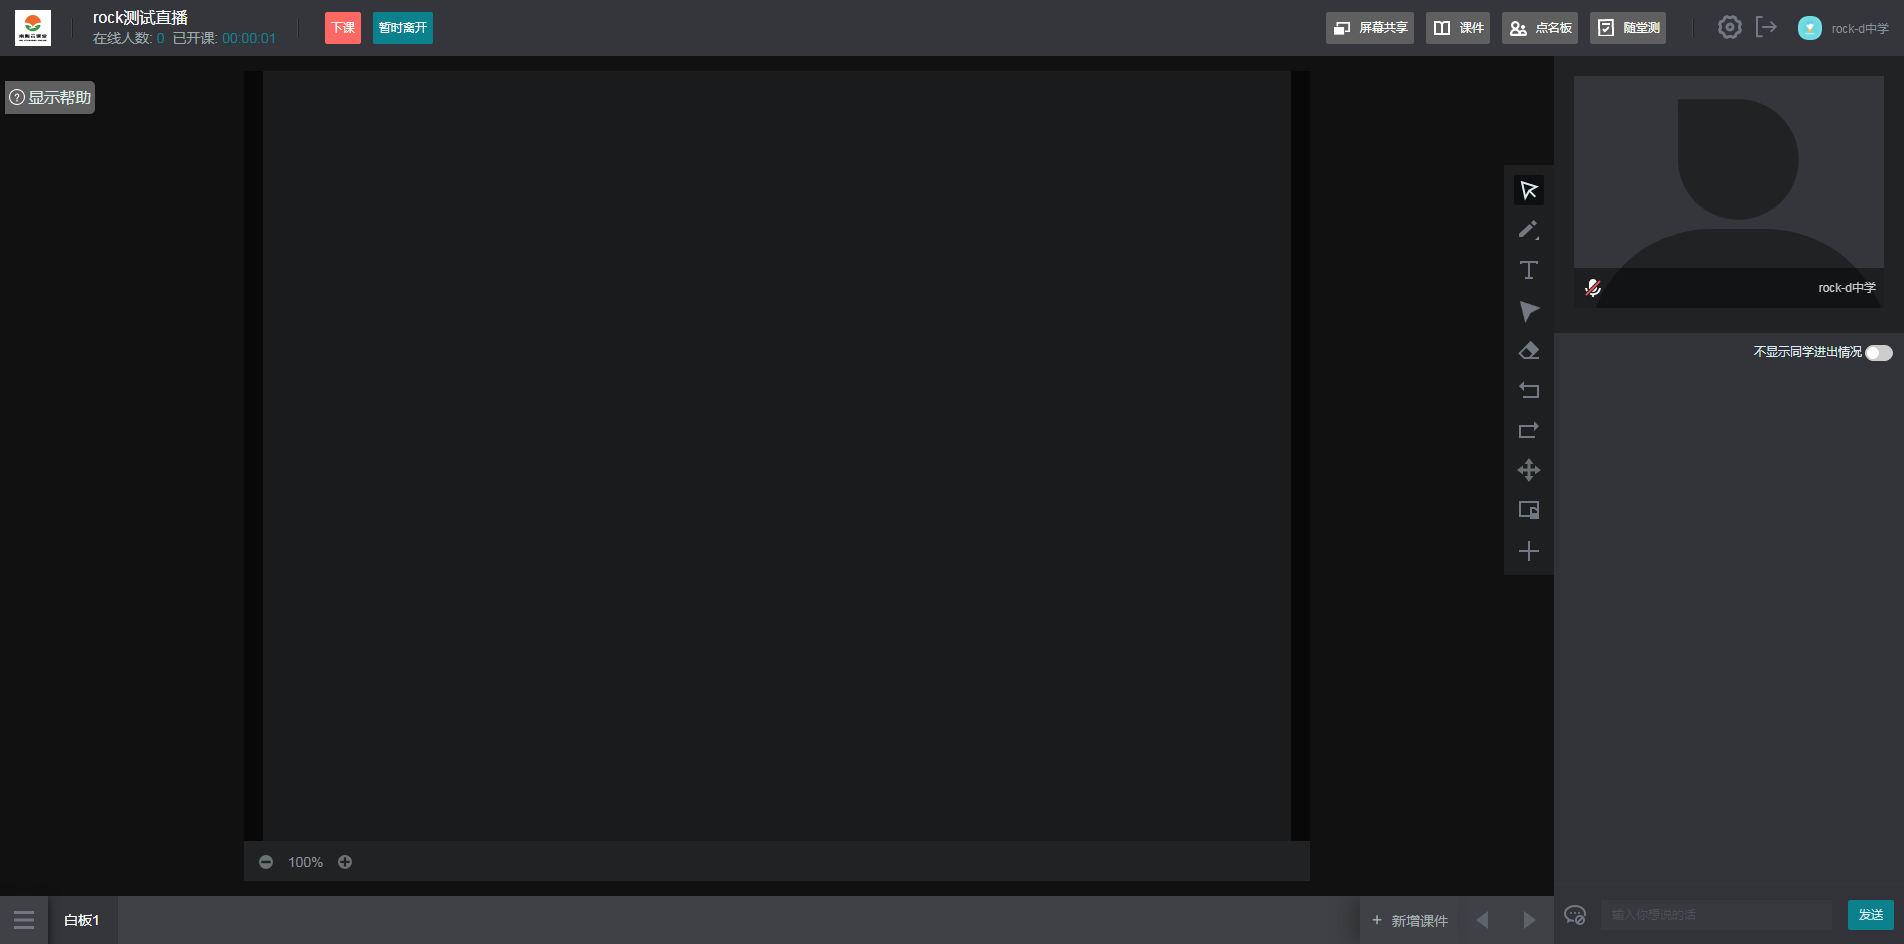 rock测试直播
在线人数: 0 已开课: 00:00:01
下课
暂时离开
屏幕共享
课件
点名板
随堂测
rock-d中学
显示帮助
rock-d中学
不显示同学进出情况
100%
白板1
+ 新增课件
输入你想说的话
发送